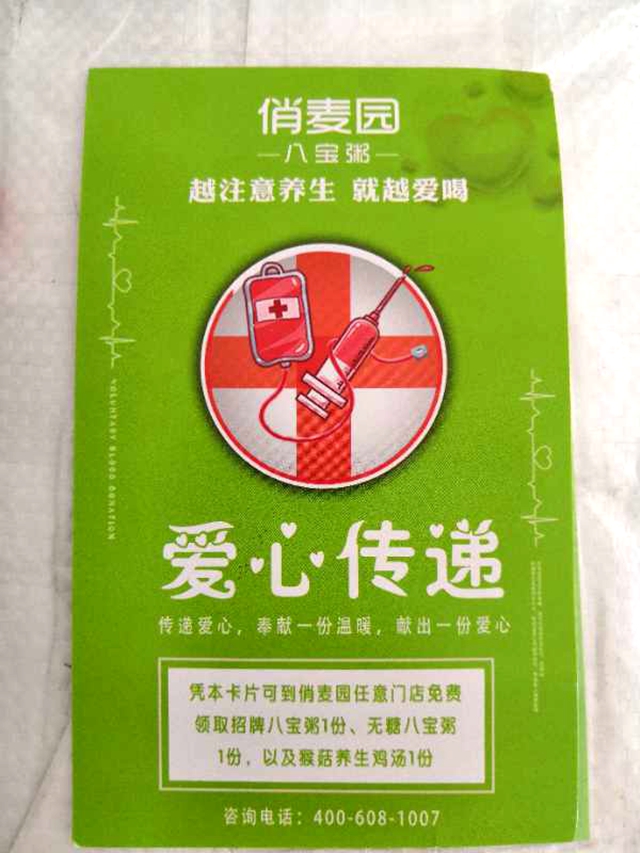 俏麦园
八宝粥
越注意养生 就越爱喝
VOLUNTARY BLOOD DONATION
爱心传递
传递爱心，奉献一份温暖，献出一份爱心
凭本卡片可到俏麦园任意门店免费
领取招牌八宝粥1份、无糖八宝粥
1份，以及猴菇养生鸡汤1份
咨询电话：400-608-1007